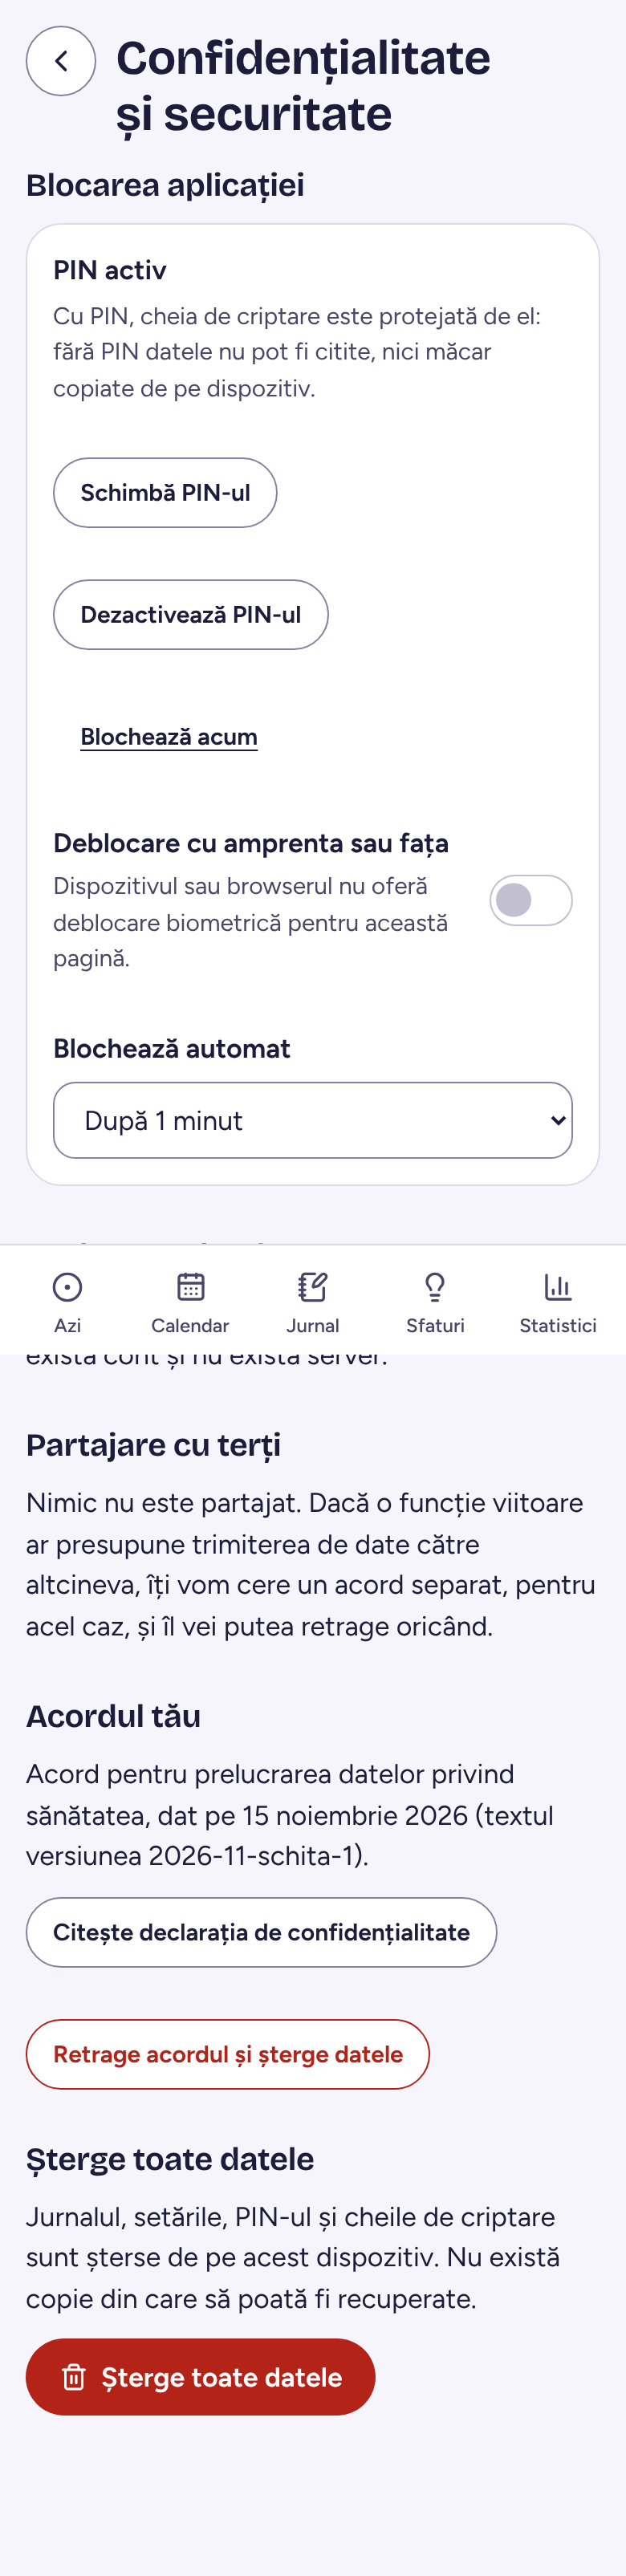 Confidențialitate
și securitate
Blocarea aplicației
PIN activ
Cu PIN, cheia de criptare este protejată de el:
fără PIN datele nu pot fi citite, nici măcar
copiate de pe dispozitiv.
Schimbă PIN-ul
Dezactivează PIN-ul
Blochează acum
Deblocare cu amprenta sau fața
Dispozitivul sau browserul nu oferă
deblocare biometrică pentru această
pagină.
Blochează automat
După 1 minut
Azi
Calendar
Jurnal
Sfaturi
Statistici
există cont și nu există server.
Partajare cu terți
Nimic nu este partajat. Dacă o funcție viitoare
ar presupune trimiterea de date către
altcineva, îți vom cere un acord separat, pentru
acel caz, și îl vei putea retrage oricând.
Acordul tău
Acord pentru prelucrarea datelor privind
sănătatea, dat pe 15 noiembrie 2026 (textul
versiunea 2026-11-schita-1).
Citește declarația de confidențialitate
Retrage acordul și șterge datele
Șterge toate datele
Jurnalul, setările, PIN-ul și cheile de criptare
sunt șterse de pe acest dispozitiv. Nu există
copie din care să poată fi recuperate.
Șterge toate datele